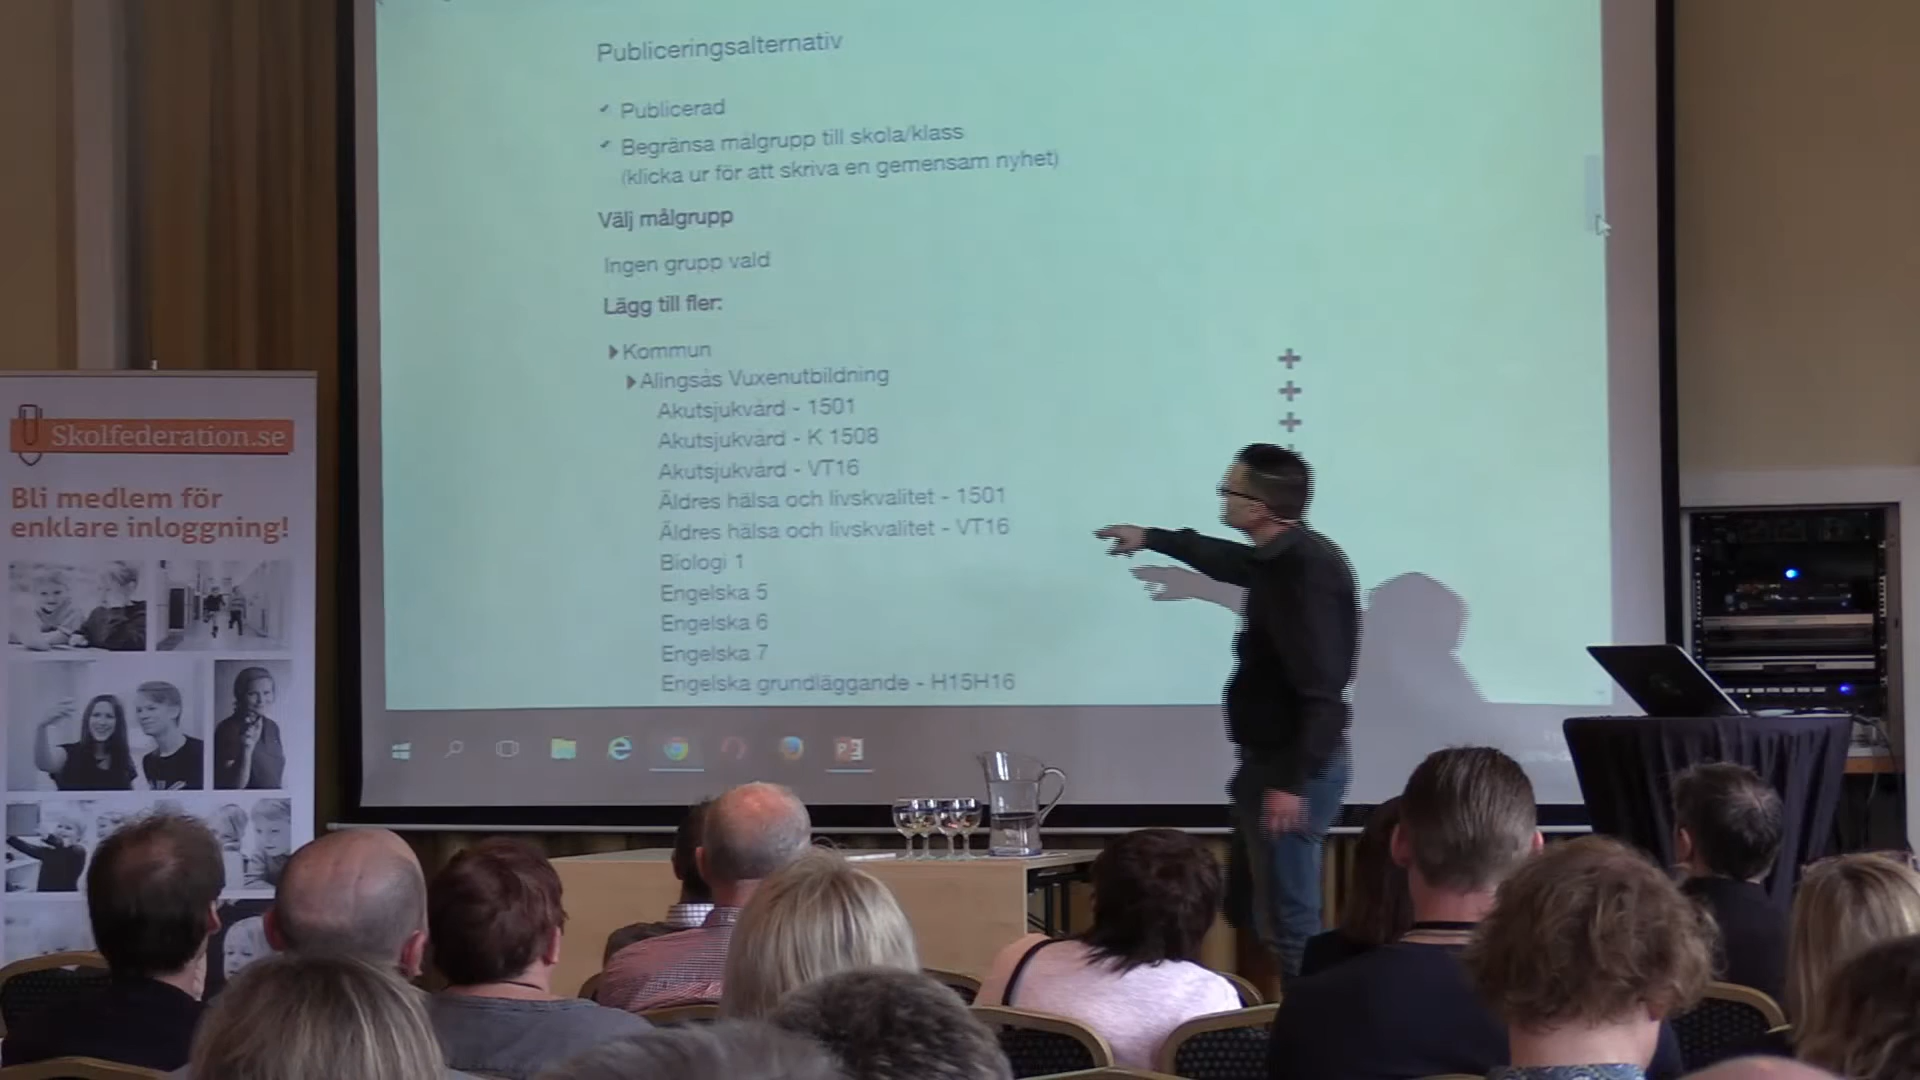 Publiceringsalternativ
Publicerad
Begränsa målgrupp till skola/klass
(klicka ur för att skriva en gemensam nyhet)
Välj målgrupp
Ingen grupp vald
Lägg till fler:
Kommun
Alingsås Vuxenutbildning
Akutsjukvård - 1501
Akutsjukvård - K 1508
Akutsjukvård - VT16
Äldres hälsa och livskvalitet - 1501
Äldres hälsa och livskvalitet - VT16
Biologi 1
Engelska 5
Engelska 6
Engelska 7
Engelska grundläggande - H15H16
Skolfederation.se
Bli medlem för
enklare inloggning!